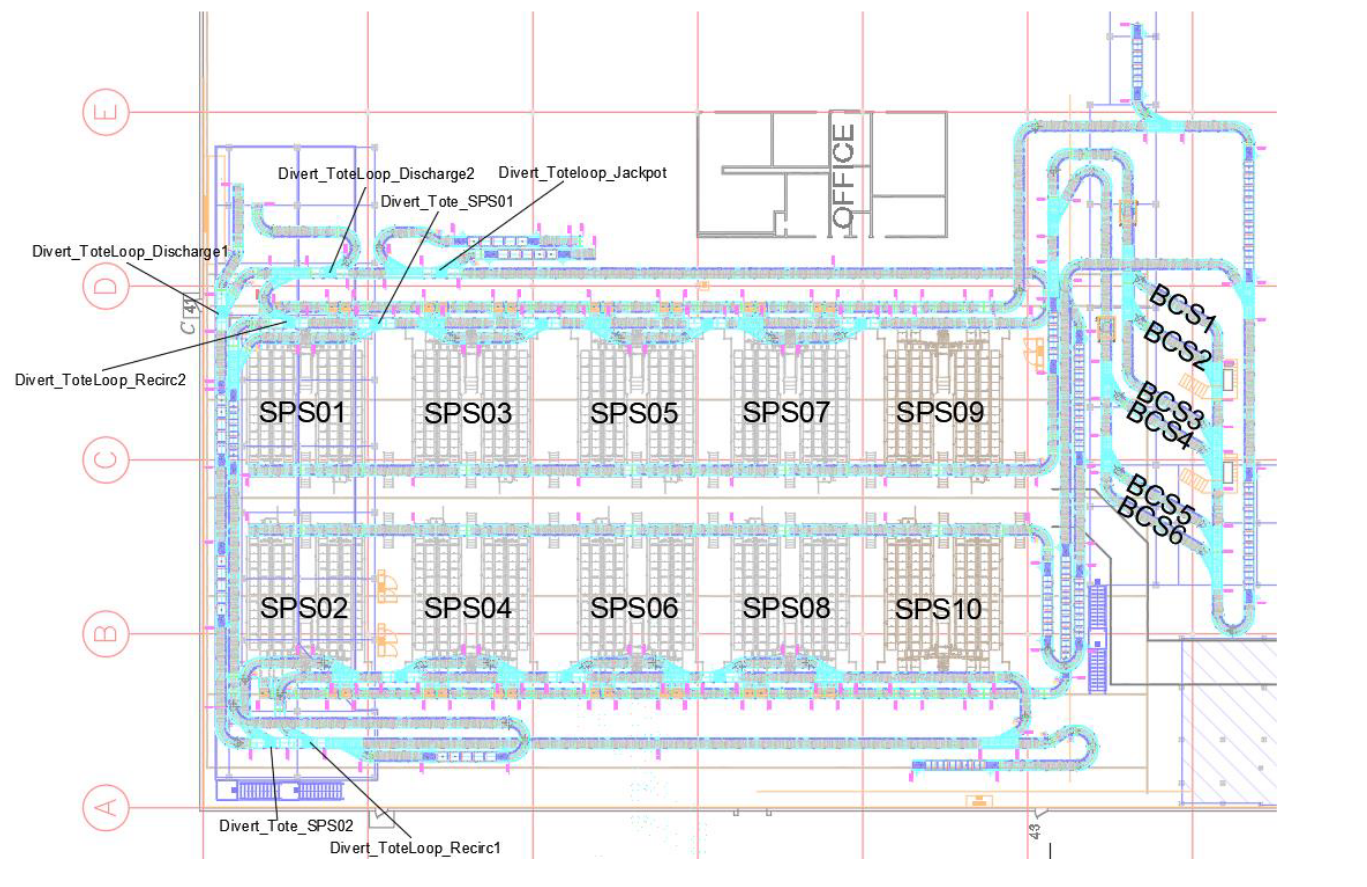 E
OFFICE
Divert_ToteLoop_Discharge2
Divert_Toteloop_Jackpot
Divert_Tote_SPS01
Divert_ToteLoop_Discharge1
D
C 41
BCS1
BCS2
Divert_ToteLoop_Recirc2
BCS3
BCS4
SPS01
SPS03
SPS05
SPS07
SPS09
C
BCS5
BCS6
SPS02
SPS04
SPS06
SPS08
SPS10
B
A
Divert_Tote_SPS02
43
Divert_ToteLoop_Recirc1